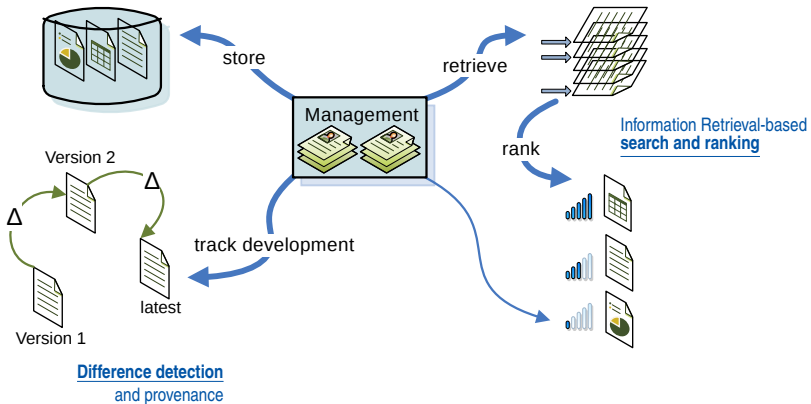 store
retrieve
Management
Information Retrieval-based
search and ranking
rank
Version 2
Δ
Δ
track development
latest
Version 1
Difference detection
and provenance